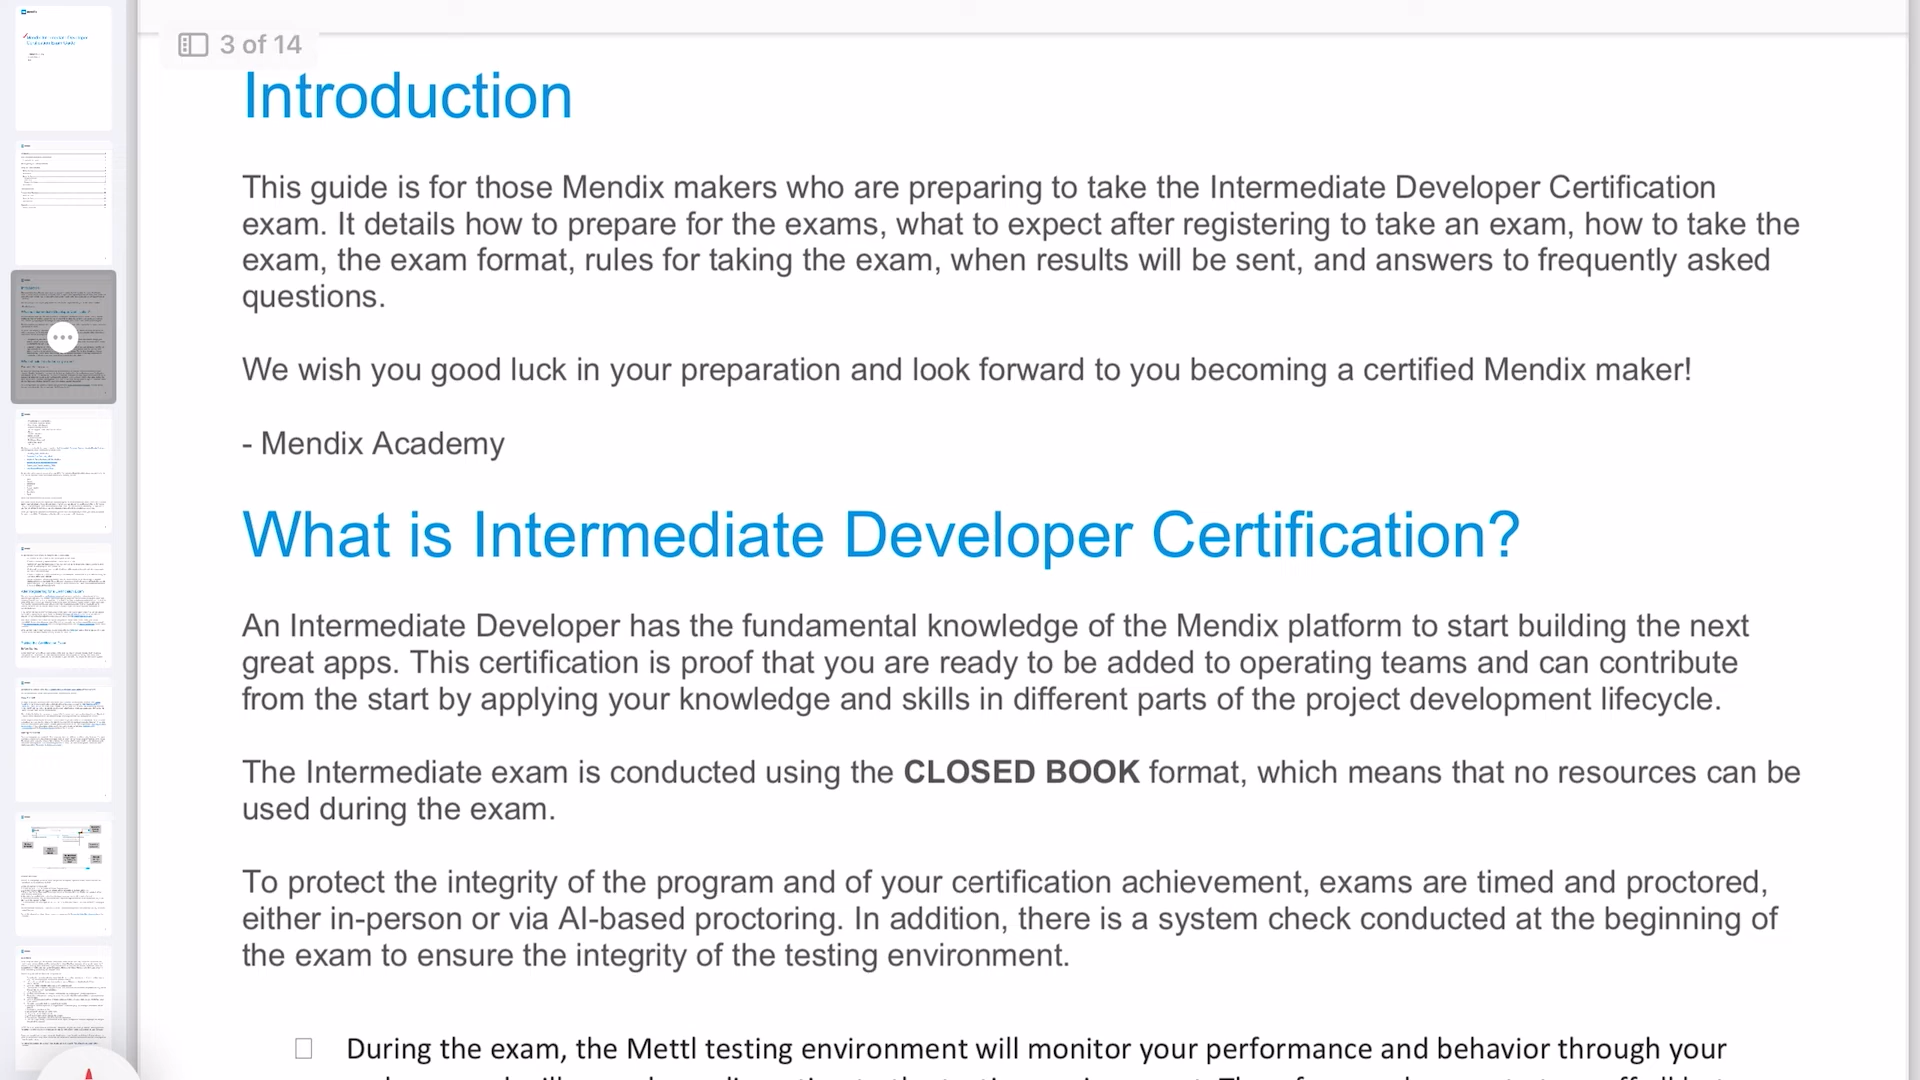 3 of 14
Introduction
This guide is for those Mendix makers who are preparing to take the Intermediate Developer Certification
exam. It details how to prepare for the exams, what to expect after registering to take an exam, how to take the
exam, the exam format, rules for taking the exam, when results will be sent, and answers to frequently asked
questions.
We wish you good luck in your preparation and look forward to you becoming a certified Mendix maker!
- Mendix Academy
What is Intermediate Developer Certification?
An Intermediate Developer has the fundamental knowledge of the Mendix platform to start building the next
great apps. This certification is proof that you are ready to be added to operating teams and can contribute
from the start by applying your knowledge and skills in different parts of the project development lifecycle.
The Intermediate exam is conducted using the CLOSED BOOK format, which means that no resources can be
used during the exam.
To protect the integrity of the program and of your certification achievement, exams are timed and proctored,
either in-person or via AI-based proctoring. In addition, there is a system check conducted at the beginning of
the exam to ensure the integrity of the testing environment.
During the exam, the Mettl testing environment will monitor your performance and behavior through your